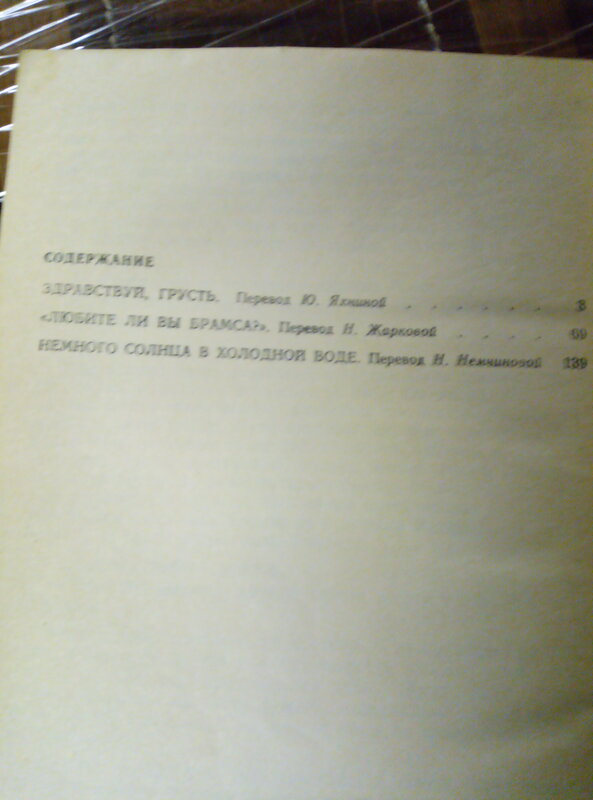 СОДЕРЖАНИЕ
ЗДРАВСТВУЙ, ГРУСТЬ. Перевод Ю. Яхниной . . . . . . 3
«ЛЮБИТЕ ЛИ ВЫ БРАМСА?». Перевод Н. Жарковой . . . . . 69
НЕМНОГО СОЛНЦА В ХОЛОДНОЙ ВОДЕ. Перевод Н. Немчиновой 139